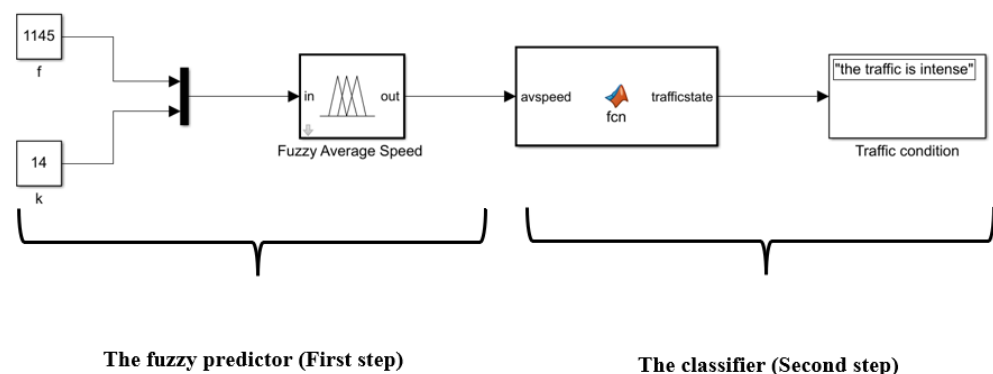 1145
f
14
k
in
out
Fuzzy Average Speed
avspeed
fcn
trafficstate
"the traffic is intense"
Traffic condition
The fuzzy predictor (First step)
The classifier (Second step)